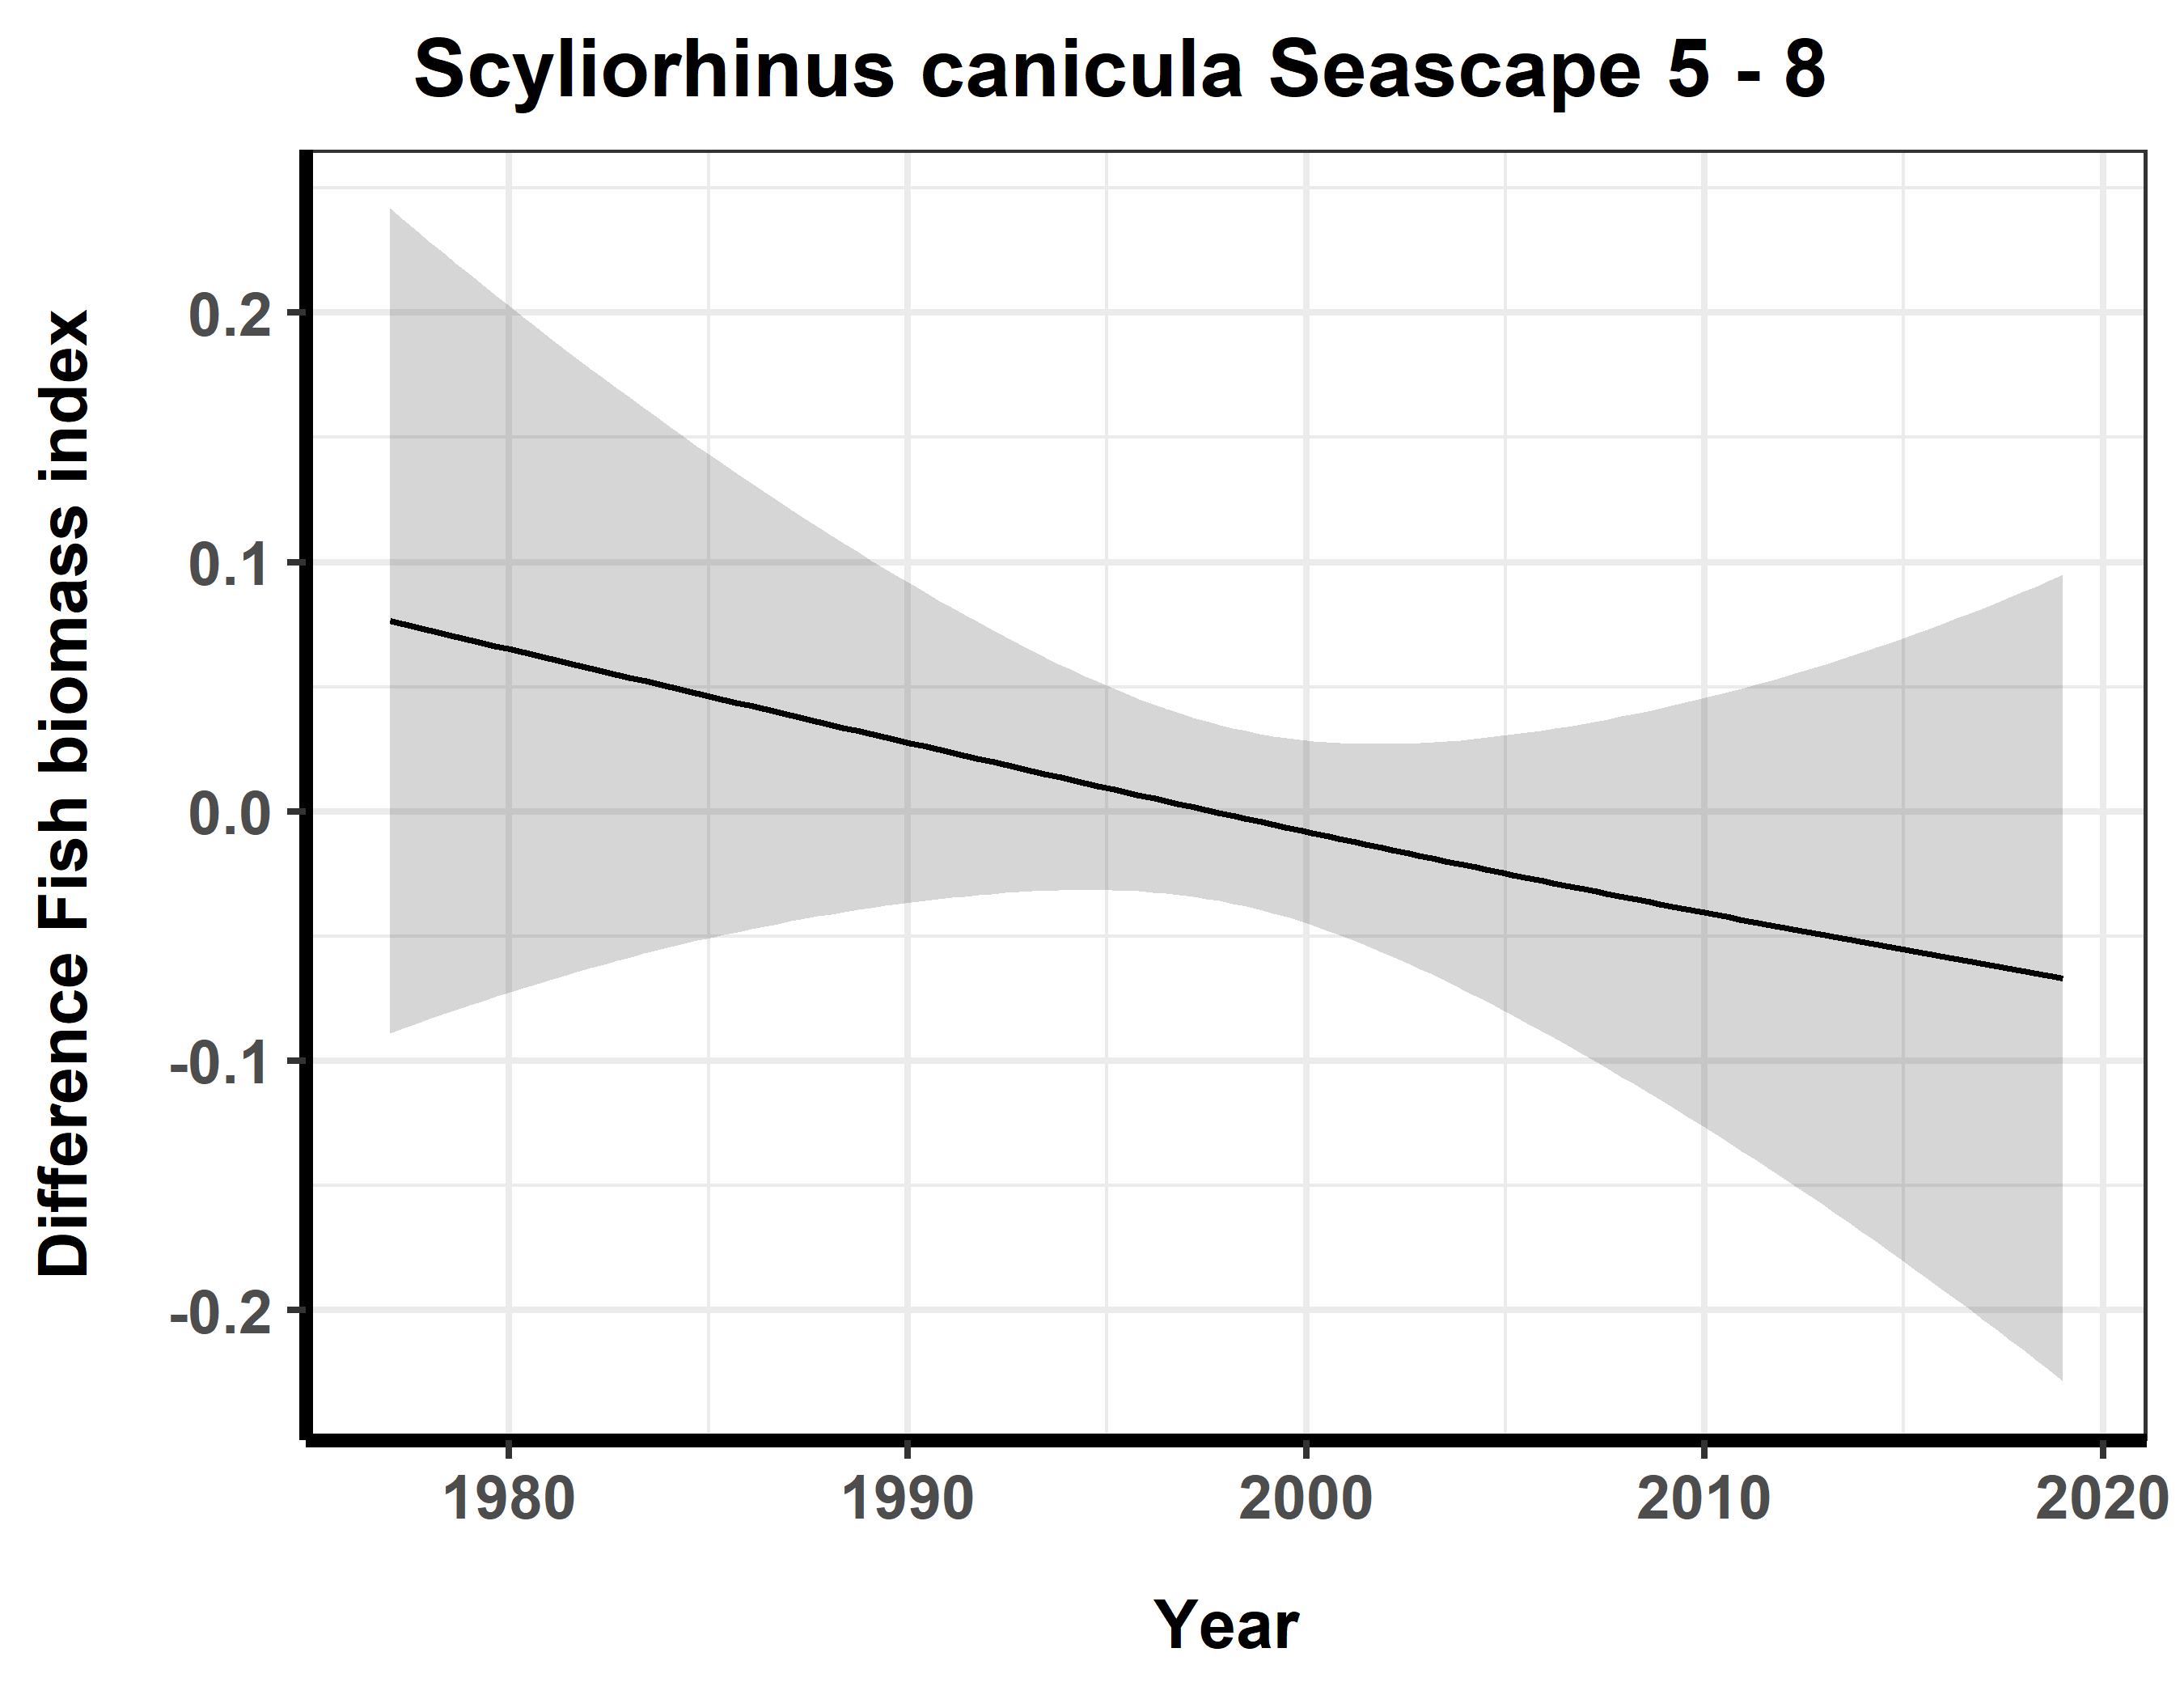 Scyliorhinus canicula Seascape 5 - 8
Difference Fish biomass index
0.2
0.1
0.0
-0.1
-0.2
1980 1990 2000 2010 2020
Year